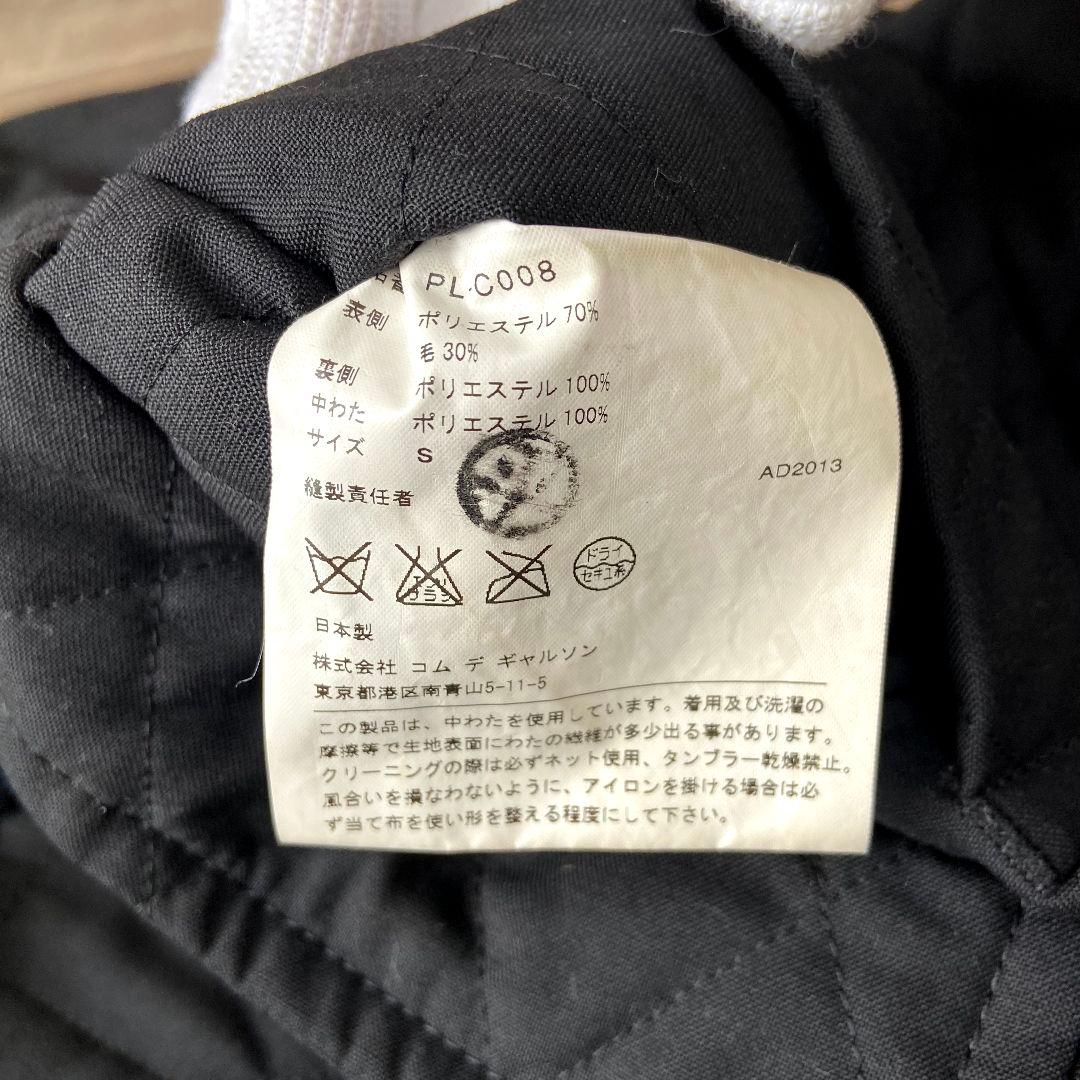 品番 PL-C008
表側 ポリエステル 70%
毛 30%
裏側 ポリエステル 100%
中わた ポリエステル 100%
サイズ S
AD2013
縫製責任者
ドライ
セキユ系
日本製
株式会社 コム デ ギャルソン
東京都港区南青山5-11-5
この製品は、中わたを使用しています。着用及び洗濯の
摩擦等で生地表面にわたの繊維が多少出る事があります。
クリーニングの際は必ずネット使用、タンブラー乾燥禁止。
風合いを損なわないように、アイロンを掛ける場合は必
ず当て布を使い形を整える程度にして下さい。